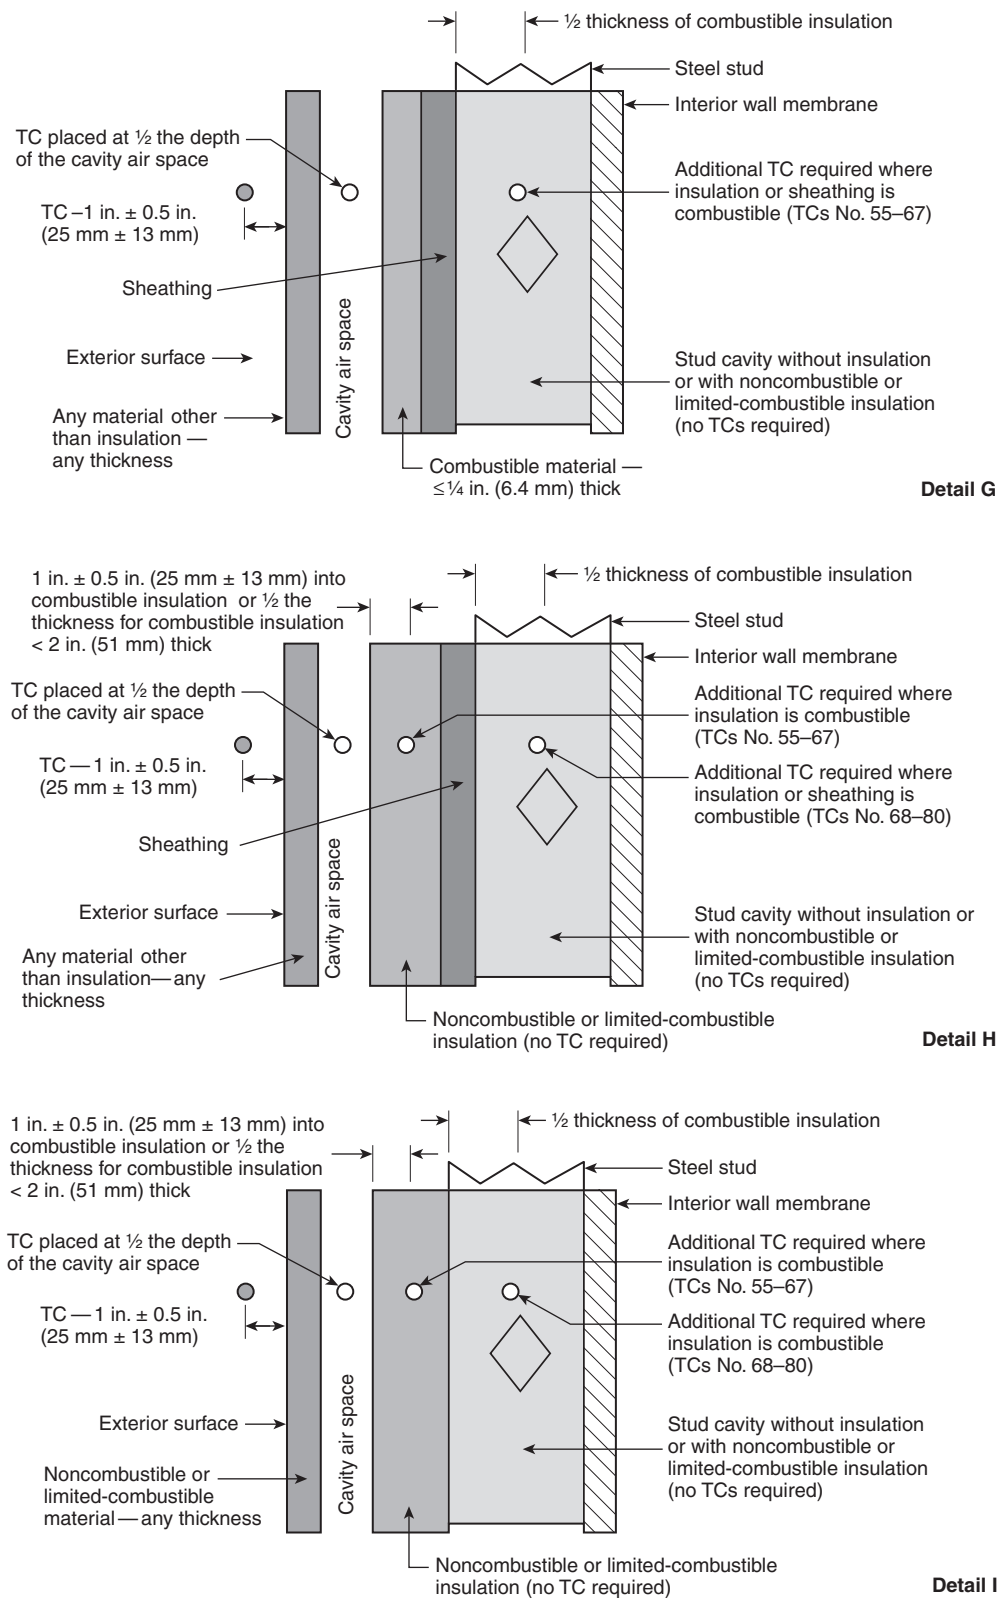 ½ thickness of combustible insulation
Steel stud
Interior wall membrane
TC placed at ½ the depth
of the cavity air space
Additional TC required where
insulation or sheathing is
combustible (TCs No. 55–67)
TC –1 in. ± 0.5 in.
(25 mm ± 13 mm)
Sheathing
Cavity air space
Exterior surface
Stud cavity without insulation
or with noncombustible or
limited-combustible insulation
(no TCs required)
Any material other
than insulation —
any thickness
Combustible material —
≤ ¼ in. (6.4 mm) thick
Detail G
1 in. ± 0.5 in. (25 mm ± 13 mm) into
combustible insulation or ½ the
thickness for combustible insulation
< 2 in. (51 mm) thick
½ thickness of combustible insulation
Steel stud
Interior wall membrane
TC placed at ½ the depth
of the cavity air space
Additional TC required where
insulation is combustible
(TCs No. 55–67)
TC — 1 in. ± 0.5 in.
(25 mm ± 13 mm)
Additional TC required where
insulation or sheathing is
combustible (TCs No. 68–80)
Sheathing
Cavity air space
Exterior surface
Stud cavity without insulation or
with noncombustible or
limited-combustible insulation
(no TCs required)
Any material other
than insulation—any
thickness
Noncombustible or limited-combustible
insulation (no TC required)
Detail H
1 in. ± 0.5 in. (25 mm ± 13 mm) into
combustible insulation or ½ the
thickness for combustible insulation
< 2 in. (51 mm) thick
½ thickness of combustible insulation
Steel stud
Interior wall membrane
TC placed at ½ the depth
of the cavity air space
Additional TC required where
insulation is combustible
(TCs No. 55–67)
TC — 1 in. ± 0.5 in.
(25 mm ± 13 mm)
Additional TC required where
insulation is combustible
(TCs No. 68–80)
Cavity air space
Exterior surface
Stud cavity without insulation
or with noncombustible or
limited-combustible insulation
(no TCs required)
Noncombustible or
limited-combustible
material—any thickness
Noncombustible or limited-combustible
insulation (no TC required)
Detail I